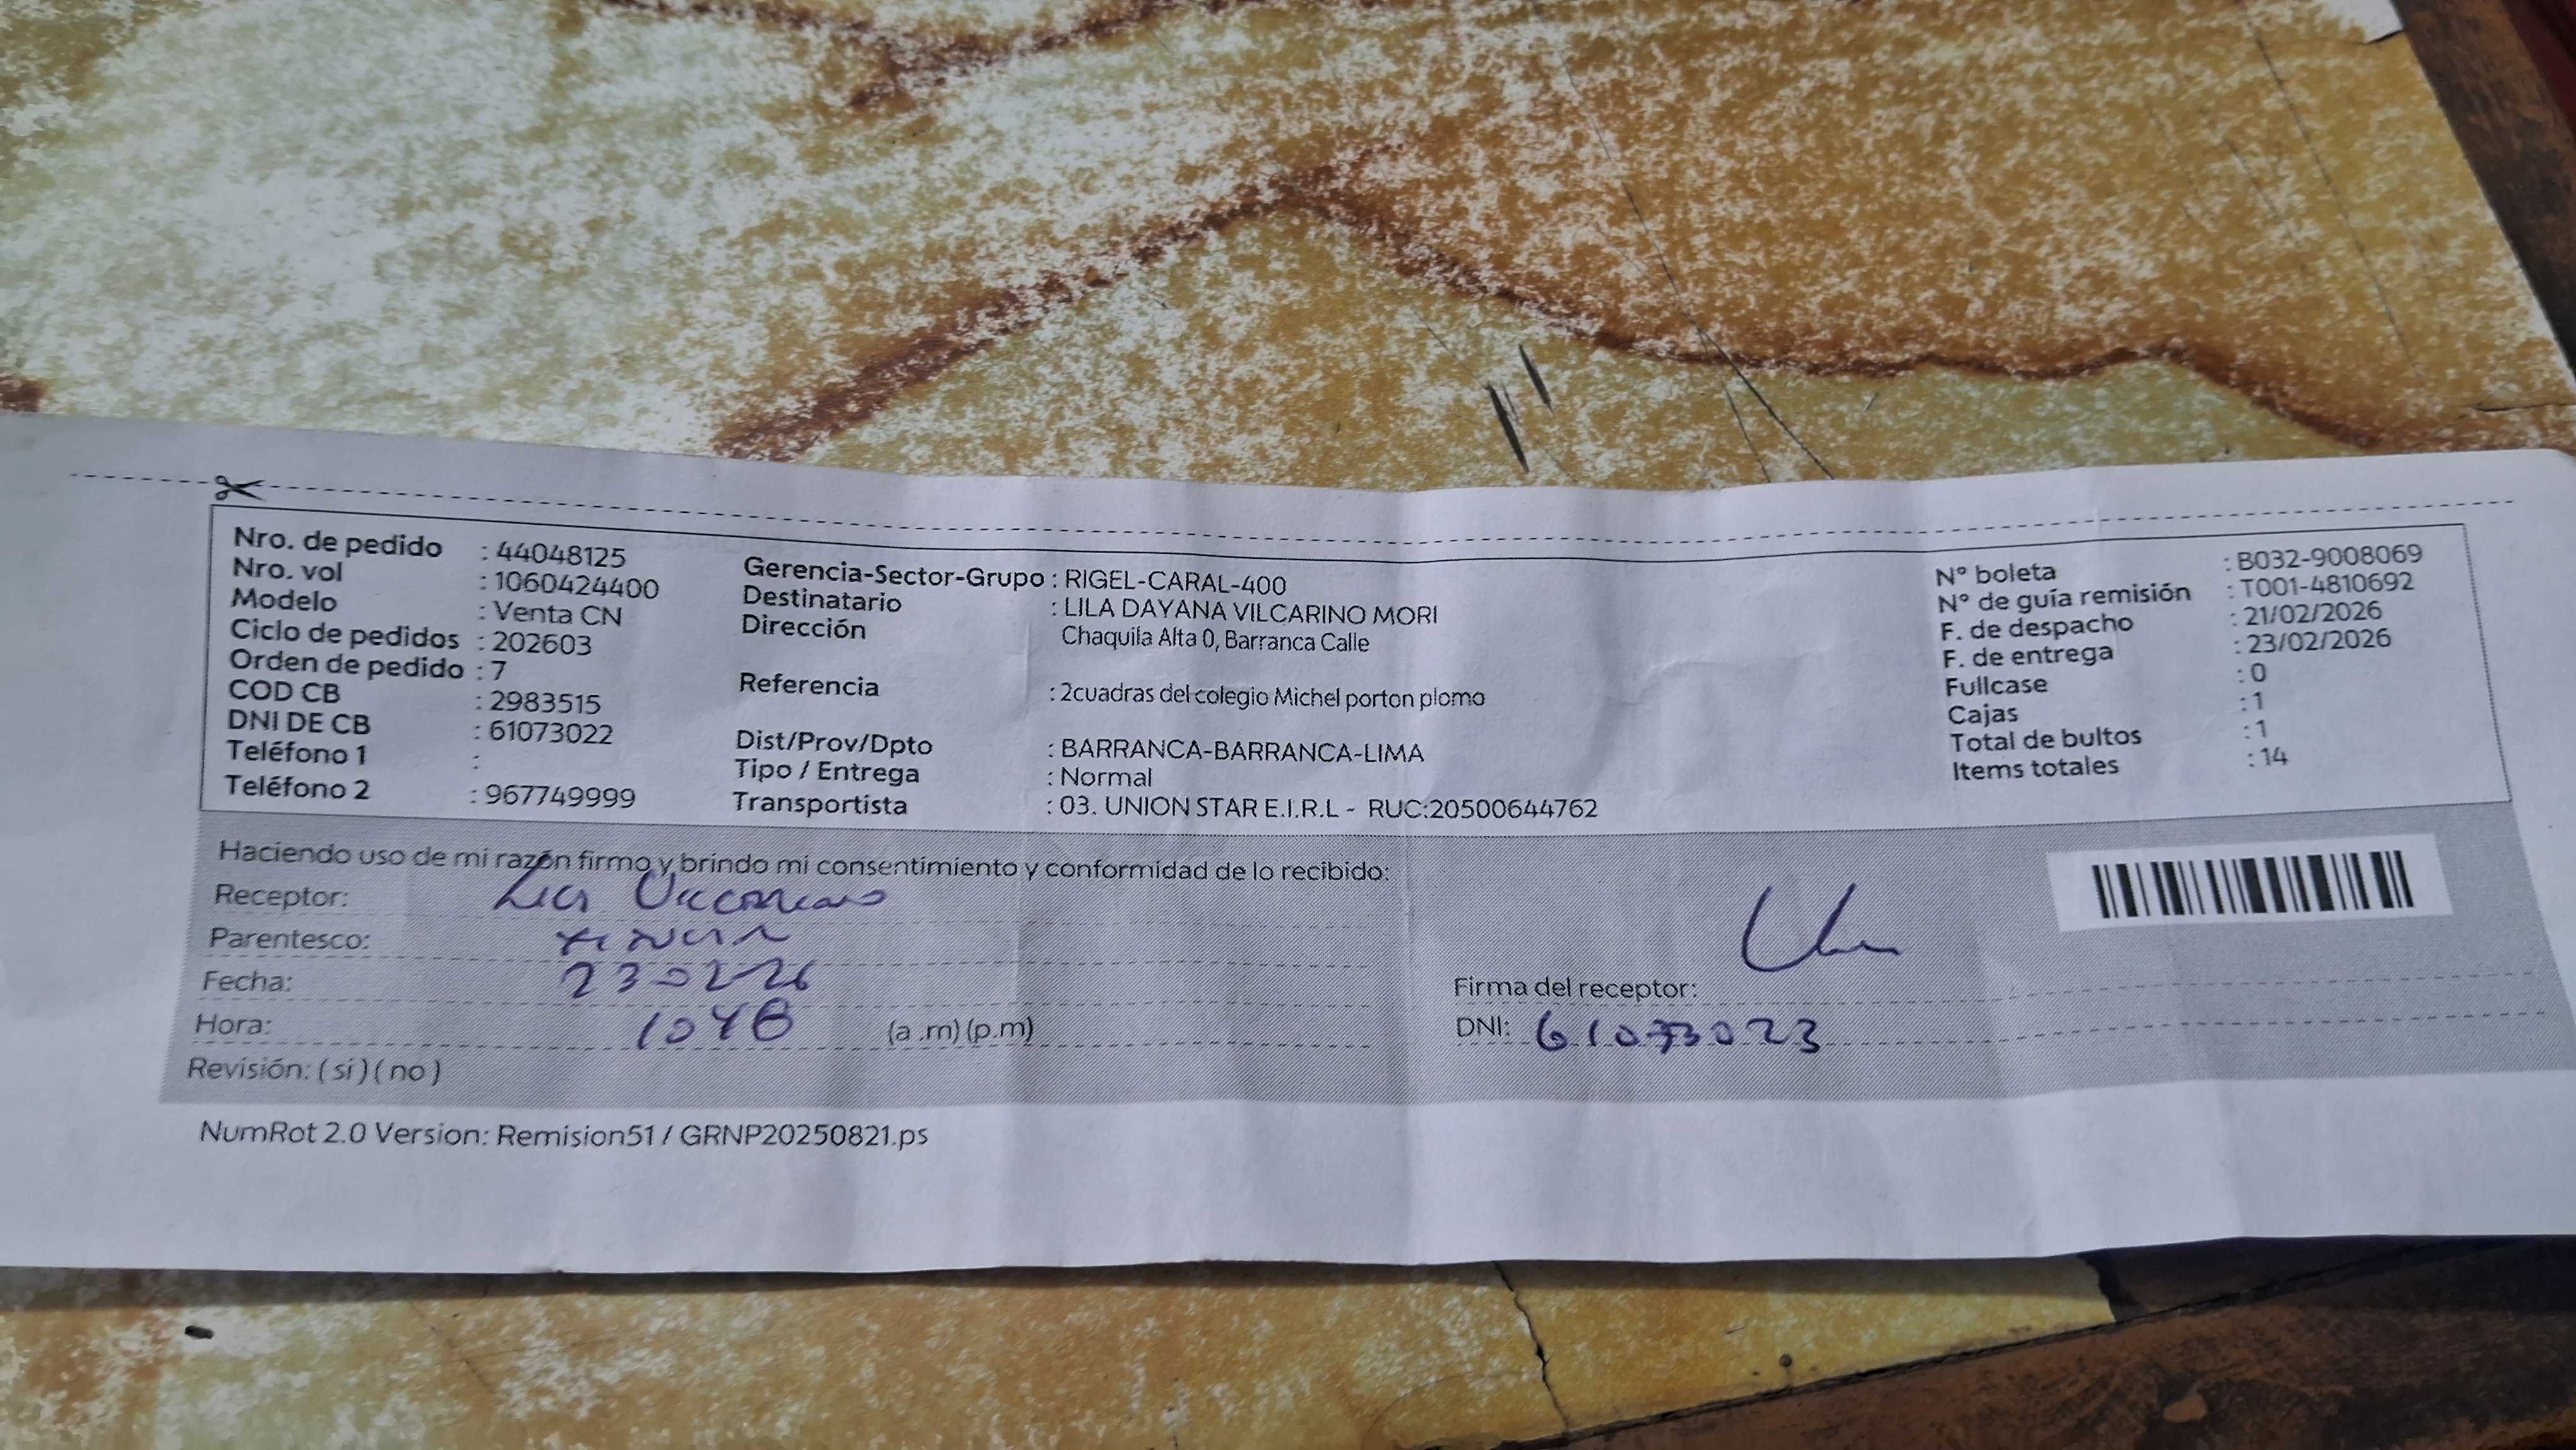 Nro. de pedido : 44048125
Nro. vol : 1060424400
Modelo : Venta CN
Ciclo de pedidos : 202603
Orden de pedido : 7
COD CB : 2983515
DNI DE CB : 61073022
Teléfono 1 :
Teléfono 2 : 967749999
Gerencia-Sector-Grupo : RIGEL-CARAL-400
Destinatario : LILA DAYANA VILCARINO MORI
Dirección Chaquila Alta 0, Barranca Calle
Referencia : 2cuadras del colegio Michel porton plomo
Dist/Prov/Dpto : BARRANCA-BARRANCA-LIMA
Tipo / Entrega : Normal
Transportista : 03. UNION STAR E.I.R.L - RUC:20500644762
N° boleta : B032-9008069
N° de guía remisión : T001-4810692
F. de despacho : 21/02/2026
F. de entrega : 23/02/2026
Fullcase : 0
Cajas : 1
Total de bultos : 1
Items totales : 14
Haciendo uso de mi razón firmo y brindo mi consentimiento y conformidad de lo recibido:
Receptor:
Parentesco:
Fecha: 230226
Hora: 1048 (a .m) (p.m)
Revisión: ( si ) ( no )
Firma del receptor:
DNI: 61073023
NumRot 2.0 Version: Remision51 / GRNP20250821.ps